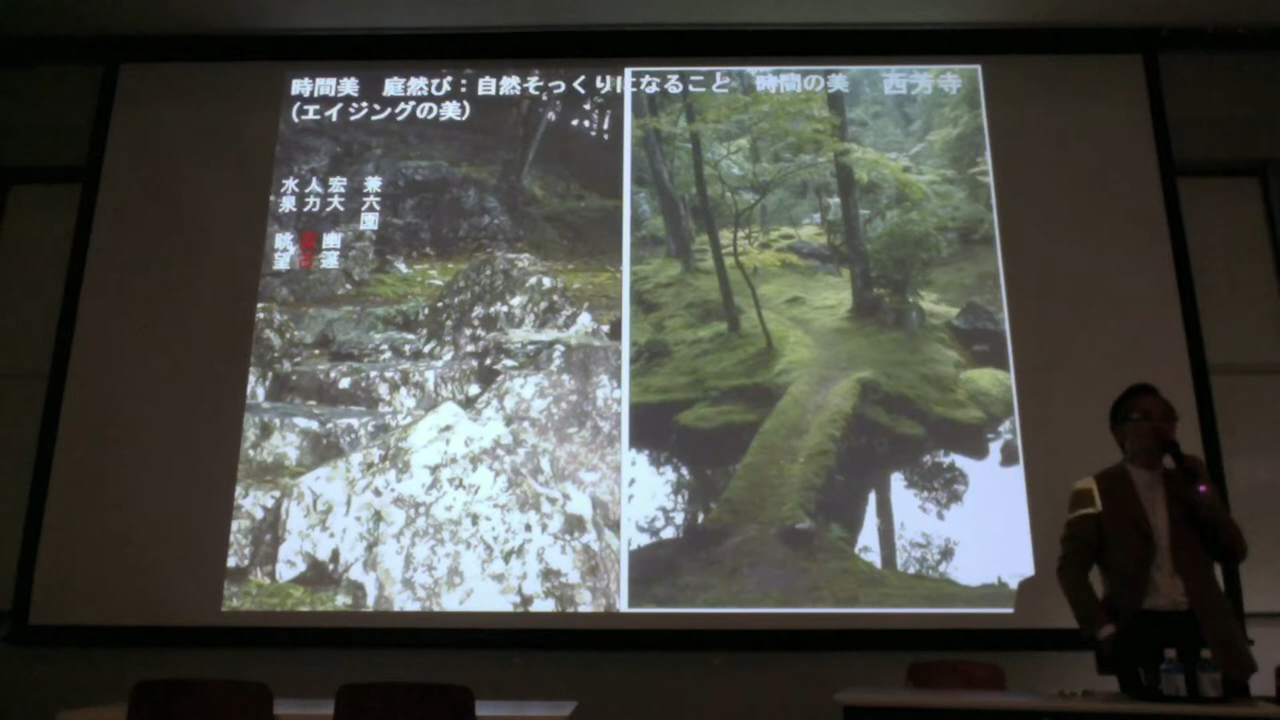 時間美 庭然び：自然そっくりになること 時間の美 西芳寺
(エイジングの美)
兼六園
宏大
人力
水泉
幽邃
眺望